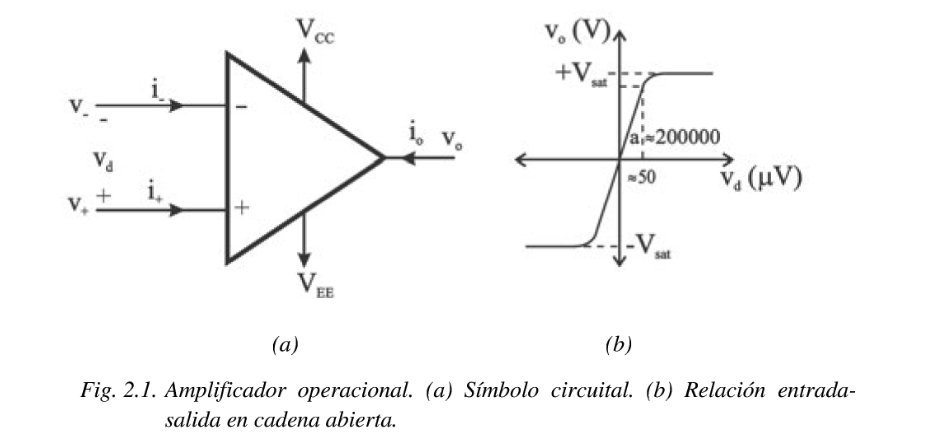 V_CC
v_-
i_-
-
-
v_d
+
i_+
v_+
+
i_o
v_o
V_EE
(a)
v_o (V)
+V_sat
a≈200000
≈50
v_d (μV)
-V_sat
(b)
Fig. 2.1. Amplificador operacional. (a) Símbolo circuital. (b) Relación entrada-
salida en cadena abierta.